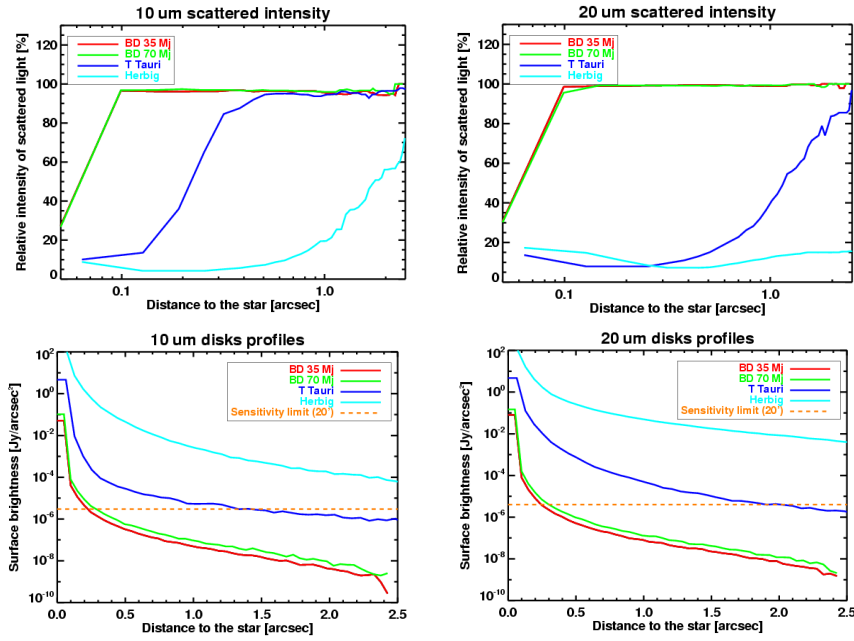 10 um scattered intensity
Relative intensity of scattered light [%]
120
100
80
60
40
20
0
BD 35 Mj
BD 70 Mj
T Tauri
Herbig
0.1
1.0
Distance to the star [arcsec]
20 um scattered intensity
Relative intensity of scattered light [%]
120
100
80
60
40
20
0
BD 35 Mj
BD 70 Mj
T Tauri
Herbig
0.1
1.0
Distance to the star [arcsec]
10 um disks profiles
Surface brightness [Jy/arcsec²]
10²
10⁰
10⁻²
10⁻⁴
10⁻⁶
10⁻⁸
10⁻¹⁰
BD 35 Mj
BD 70 Mj
T Tauri
Herbig
Sensitivity limit (20')
0.0
0.5
1.0
1.5
2.0
2.5
Distance to the star [arcsec]
20 um disks profiles
Surface brightness [Jy/arcsec²]
10²
10⁰
10⁻²
10⁻⁴
10⁻⁶
10⁻⁸
10⁻¹⁰
BD 35 Mj
BD 70 Mj
T Tauri
Herbig
Sensitivity limit (20')
0.0
0.5
1.0
1.5
2.0
2.5
Distance to the star [arcsec]